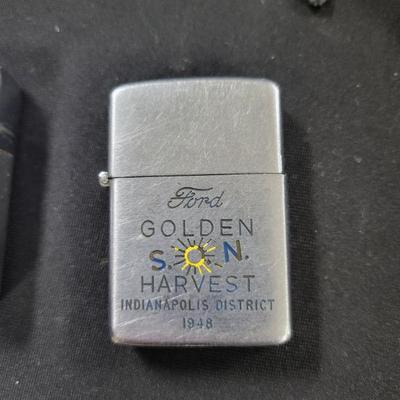 Ford
GOLDEN
S.O.N.
HARVEST
INDIANAPOLIS DISTRICT
1948